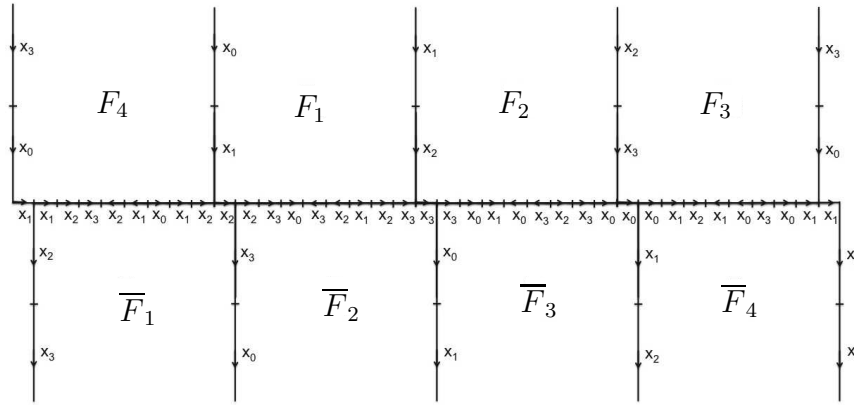 x₃ x₀ x₁ x₂ x₃
F₄ F₁ F₂ F₃
x₀ x₁ x₂ x₃ x₀
x₁ x₁ x₂ x₃ x₂ x₁ x₀ x₁ x₂ x₂ x₂ x₃ x₀ x₃ x₂ x₁ x₂ x₃ x₃ x₃ x₀ x₁ x₀ x₃ x₂ x₃ x₀ x₀ x₀ x₁ x₂ x₁ x₀ x₃ x₀ x₁ x₁
x₂ x₃ x₀ x₁ x
F̅₁ F̅₂ F̅₃ F̅₄
x₃ x₀ x₁ x₂ x